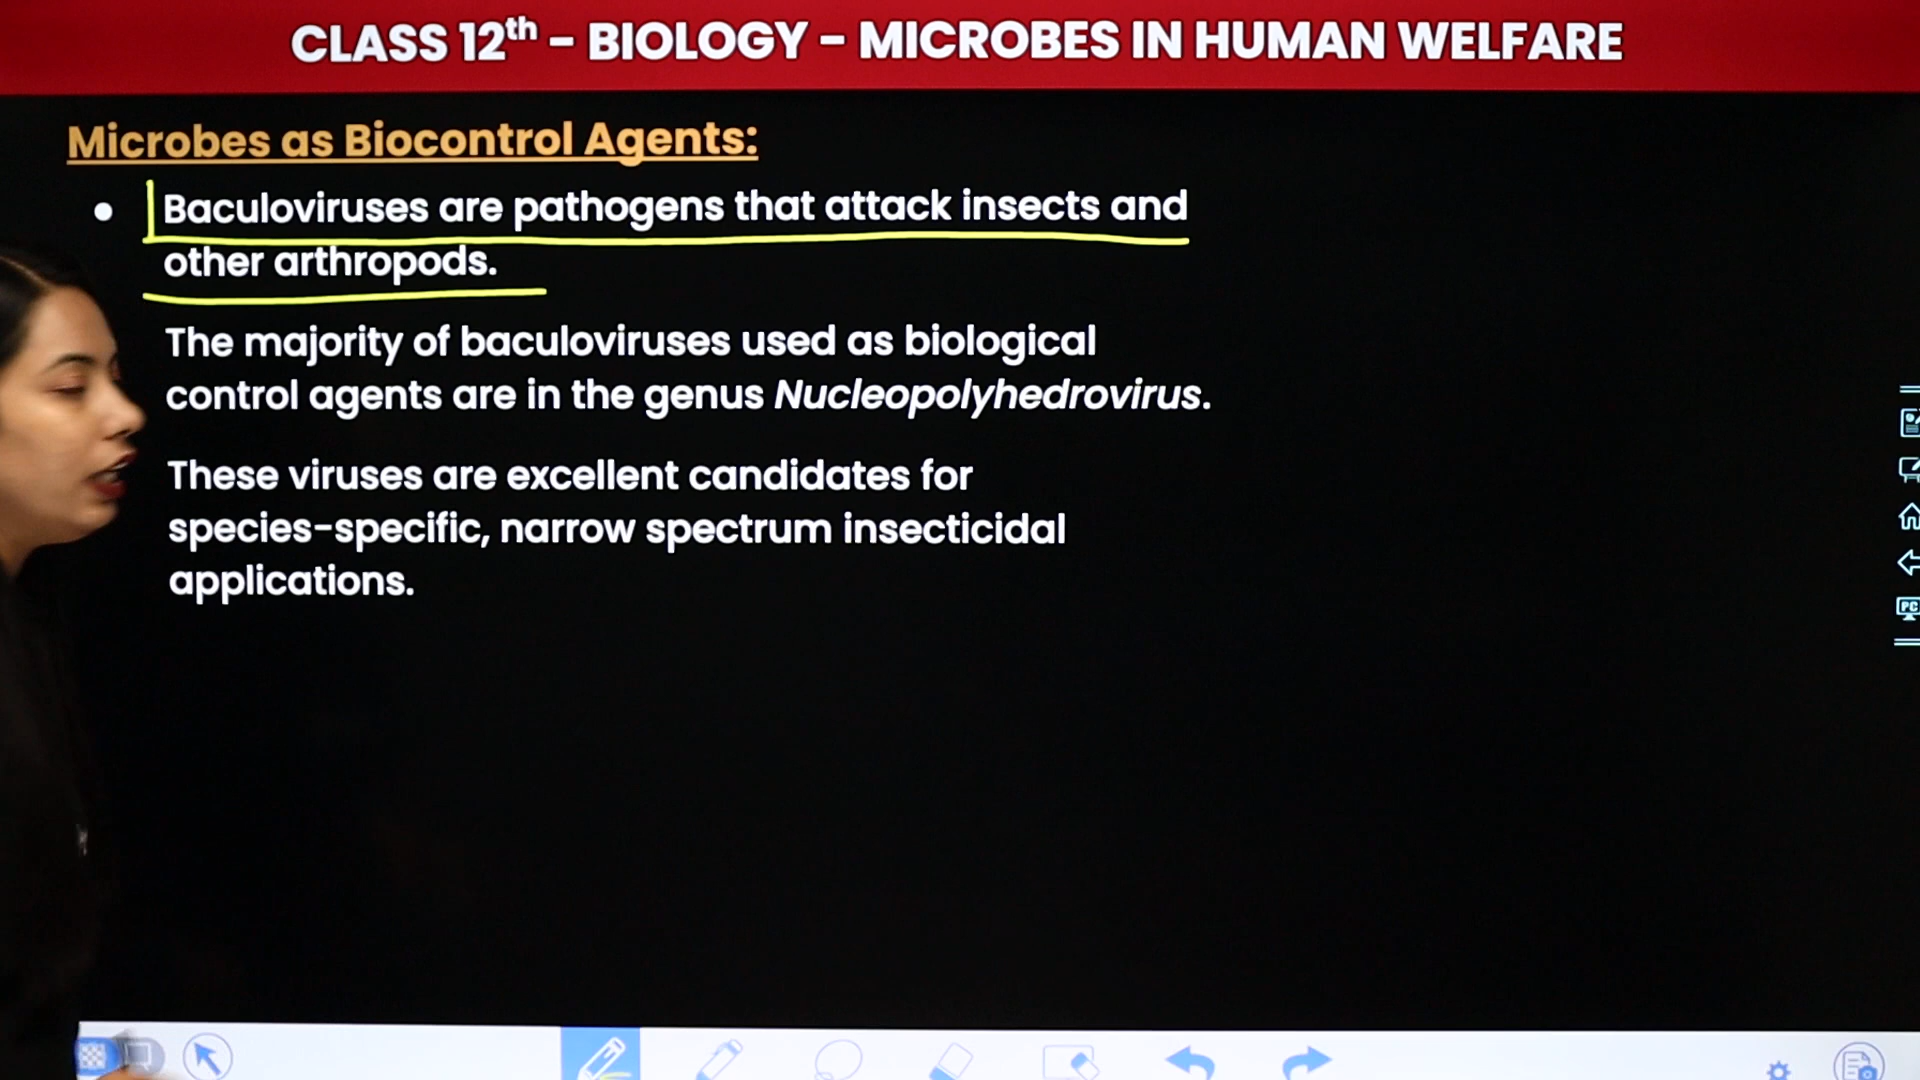 CLASS 12th – BIOLOGY – MICROBES IN HUMAN WELFARE
Microbes as Biocontrol Agents:
• Baculoviruses are pathogens that attack insects and
other arthropods.
The majority of baculoviruses used as biological
control agents are in the genus Nucleopolyhedrovirus.
These viruses are excellent candidates for
species-specific, narrow spectrum insecticidal
applications.
PC